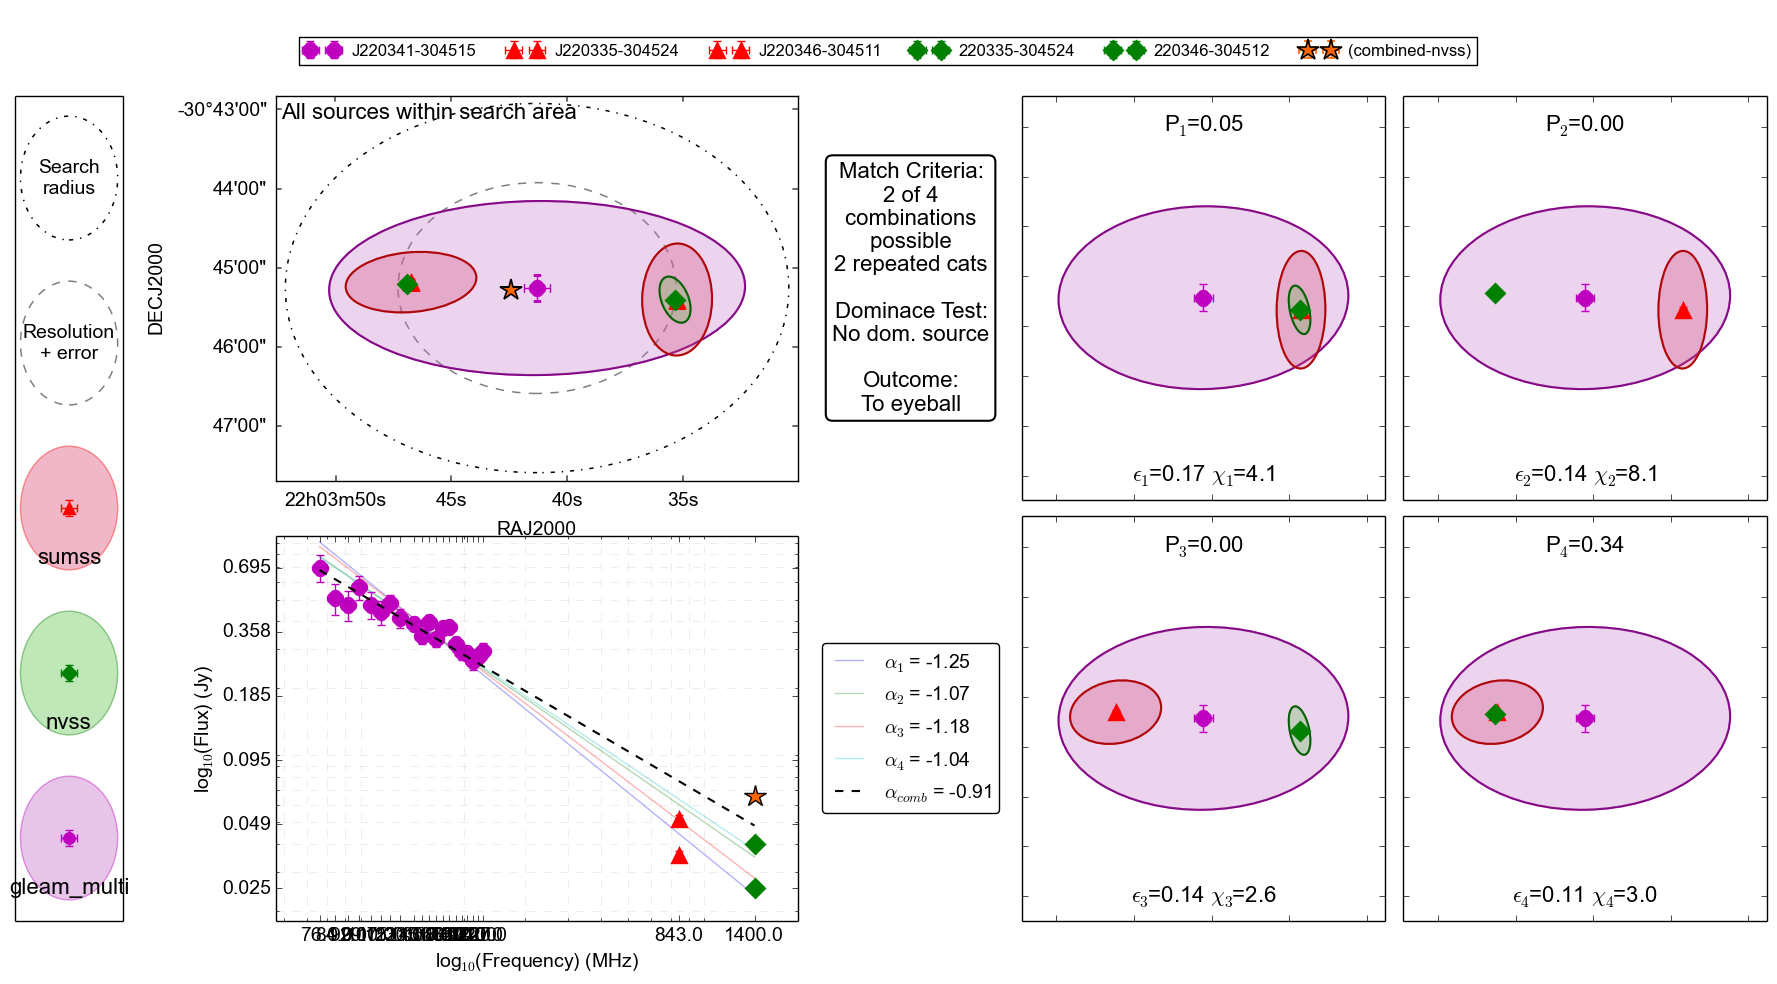 J220341-304515 J220335-304524 J220346-304511 220335-304524 220346-304512 (combined-nvss)
Search
radius
Resolution
+ error
sumss
nvss
gleam_multi
All sources within search area
-30°43'00"
44'00"
45'00"
46'00"
47'00"
DECJ2000
22h03m50s 45s 40s 35s
RAJ2000
Match Criteria:
2 of 4
combinations
possible
2 repeated cats
Dominace Test:
No dom. source
Outcome:
To eyeball
P1=0.05
ϵ1=0.17 χ1=4.1
P2=0.00
ϵ2=0.14 χ2=8.1
P3=0.00
ϵ3=0.14 χ3=2.6
P4=0.34
ϵ4=0.11 χ4=3.0
0.695
0.358
0.185
0.095
0.049
0.025
log10(Flux) (Jy)
843.0 1400.0
log10(Frequency) (MHz)
α1 = -1.25
α2 = -1.07
α3 = -1.18
α4 = -1.04
αcomb = -0.91